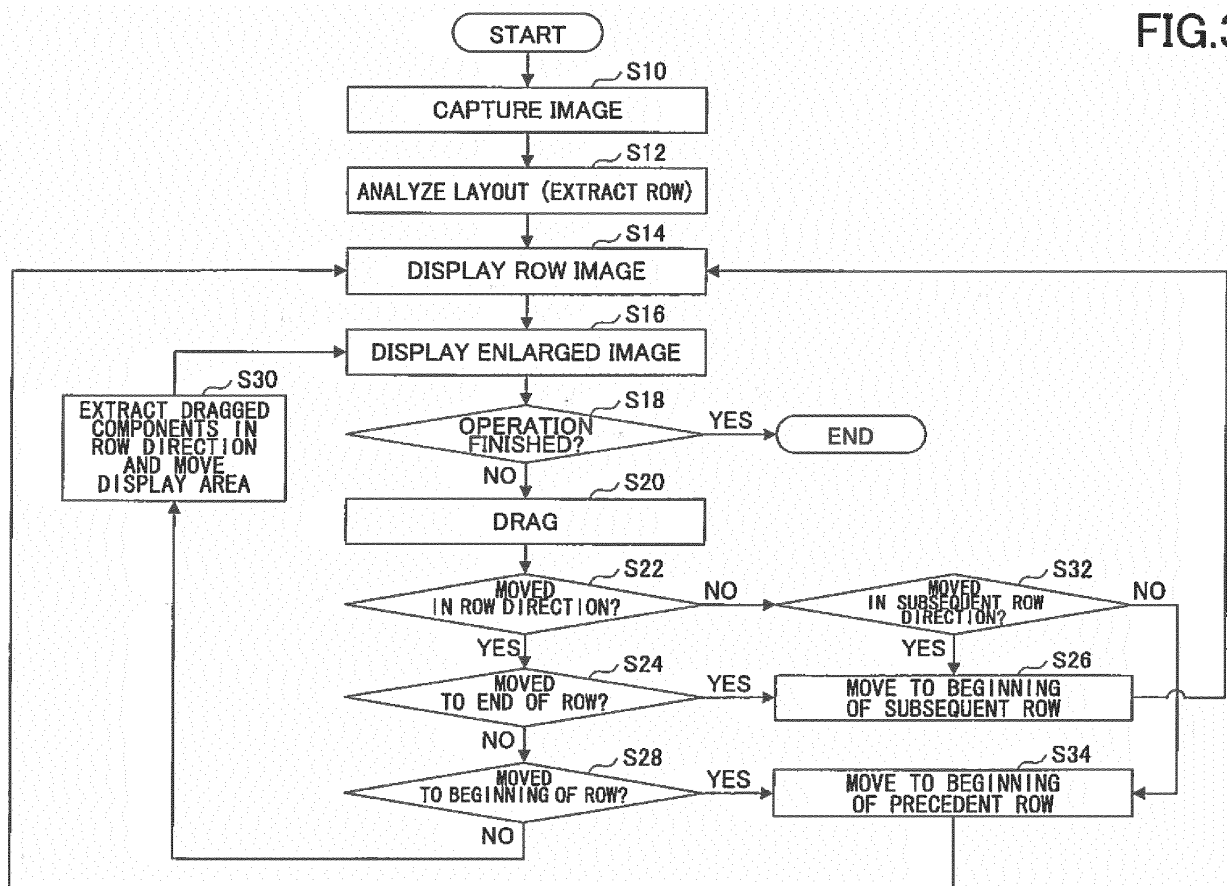 FIG.3
START
S10
CAPTURE IMAGE
S12
ANALYZE LAYOUT (EXTRACT ROW)
S14
DISPLAY ROW IMAGE
S16
DISPLAY ENLARGED IMAGE
S30
EXTRACT DRAGGED
COMPONENTS IN
ROW DIRECTION
AND MOVE
DISPLAY AREA
S18
OPERATION
FINISHED?
YES
END
NO
S20
DRAG
S22
MOVED
IN ROW DIRECTION?
NO
S32
MOVED
IN SUBSEQUENT ROW
DIRECTION?
NO
YES
YES
S24
MOVED
TO END OF ROW?
YES
S26
MOVE TO BEGINNING
OF SUBSEQUENT ROW
NO
S28
MOVED
TO BEGINNING OF ROW?
YES
S34
MOVE TO BEGINNING
OF PRECEDENT ROW
NO